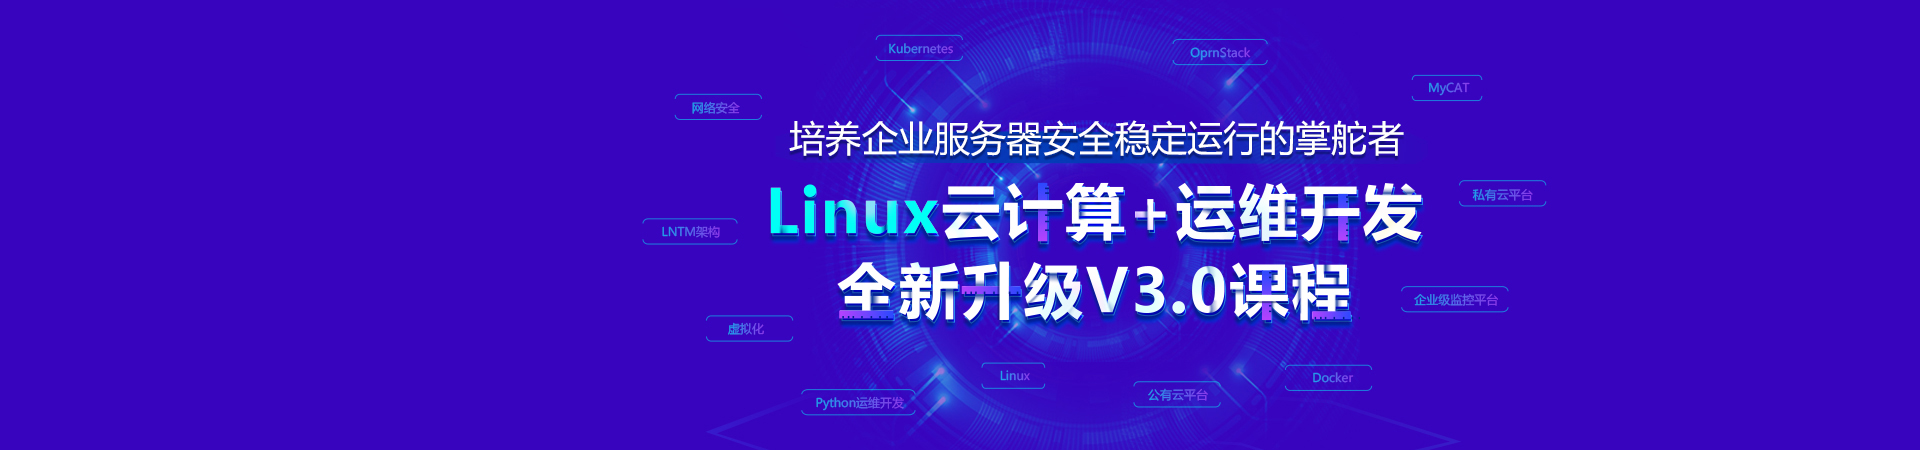 Kubernetes
OprnStack
MyCAT
网络安全
培养企业服务器安全稳定运行的掌舵者
Linux云计算+运维开发
私有云平台
LNTM架构
全新升级V3.0课程
企业级监控平台
虚拟化
Linux
Docker
公有云平台
Python运维开发